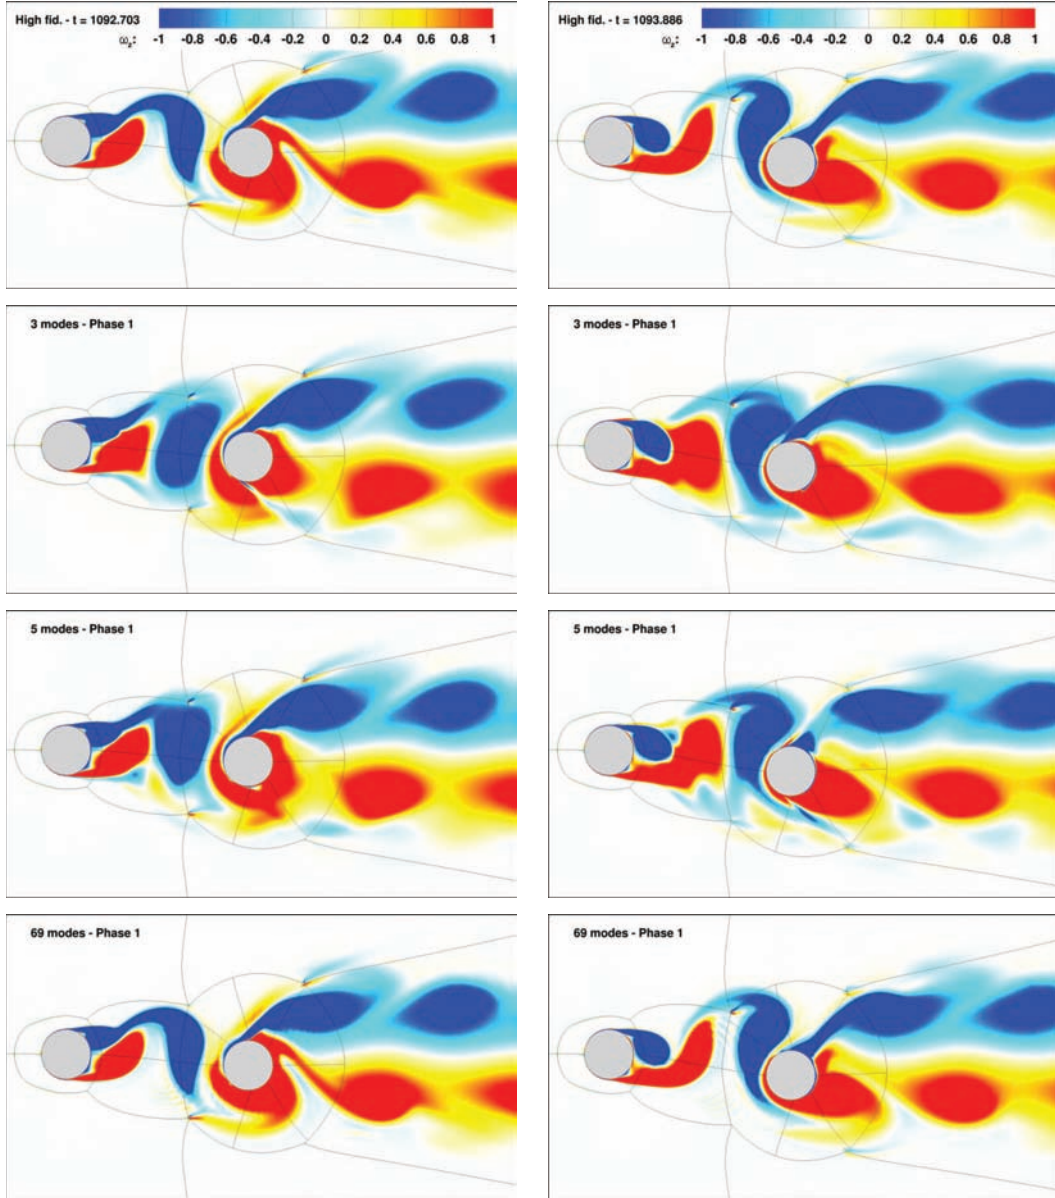 High fid. - t = 1092.703
ω_z: -1 -0.8 -0.6 -0.4 -0.2 0 0.2 0.4 0.6 0.8 1
High fid. - t = 1093.886
ω_z: -1 -0.8 -0.6 -0.4 -0.2 0 0.2 0.4 0.6 0.8 1
3 modes - Phase 1
3 modes - Phase 1
5 modes - Phase 1
5 modes - Phase 1
69 modes - Phase 1
69 modes - Phase 1